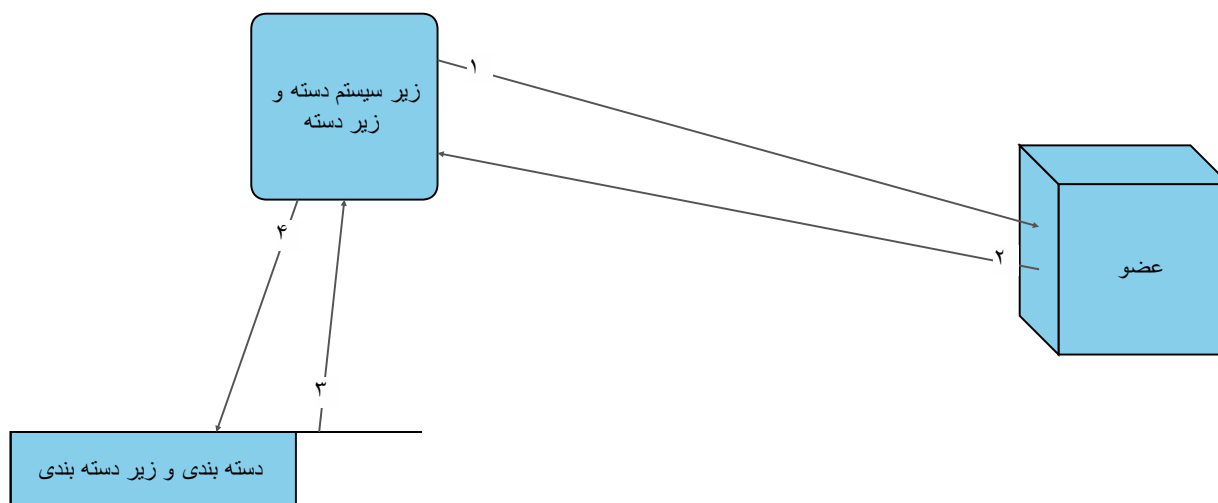 ۱
زیر سیستم دسته و
زیر دسته
۲
عضو
۴
۳
دسته بندی و زیر دسته بندی